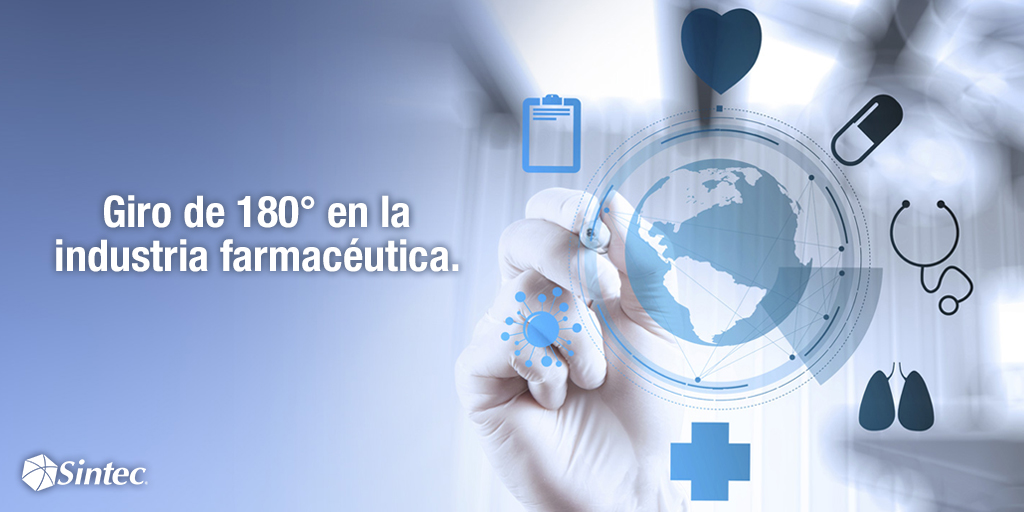 Giro de 180° en la
industria farmacéutica.
Sintec